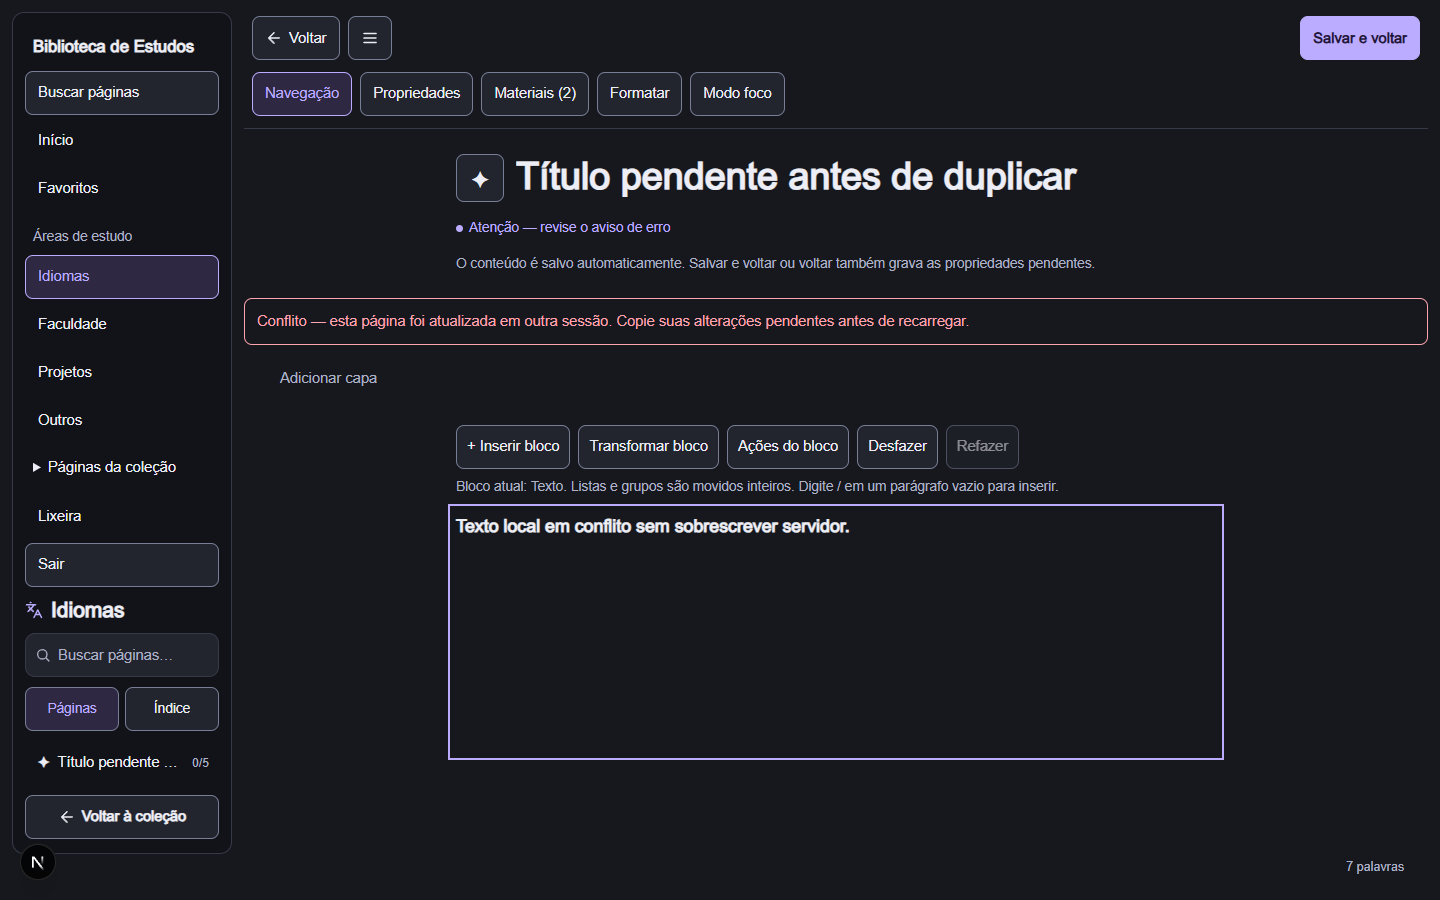 Biblioteca de Estudos
Buscar páginas
Início
Favoritos
Áreas de estudo
Idiomas
Faculdade
Projetos
Outros
Páginas da coleção
Lixeira
Sair
Idiomas
Buscar páginas...
Páginas
Índice
Título pendente ...
0/5
Voltar à coleção
N
Voltar
Salvar e voltar
Navegação
Propriedades
Materiais (2)
Formatar
Modo foco
Título pendente antes de duplicar
Atenção — revise o aviso de erro
O conteúdo é salvo automaticamente. Salvar e voltar ou voltar também grava as propriedades pendentes.
Conflito — esta página foi atualizada em outra sessão. Copie suas alterações pendentes antes de recarregar.
Adicionar capa
+ Inserir bloco
Transformar bloco
Ações do bloco
Desfazer
Refazer
Bloco atual: Texto. Listas e grupos são movidos inteiros. Digite / em um parágrafo vazio para inserir.
Texto local em conflito sem sobrescrever servidor.
7 palavras